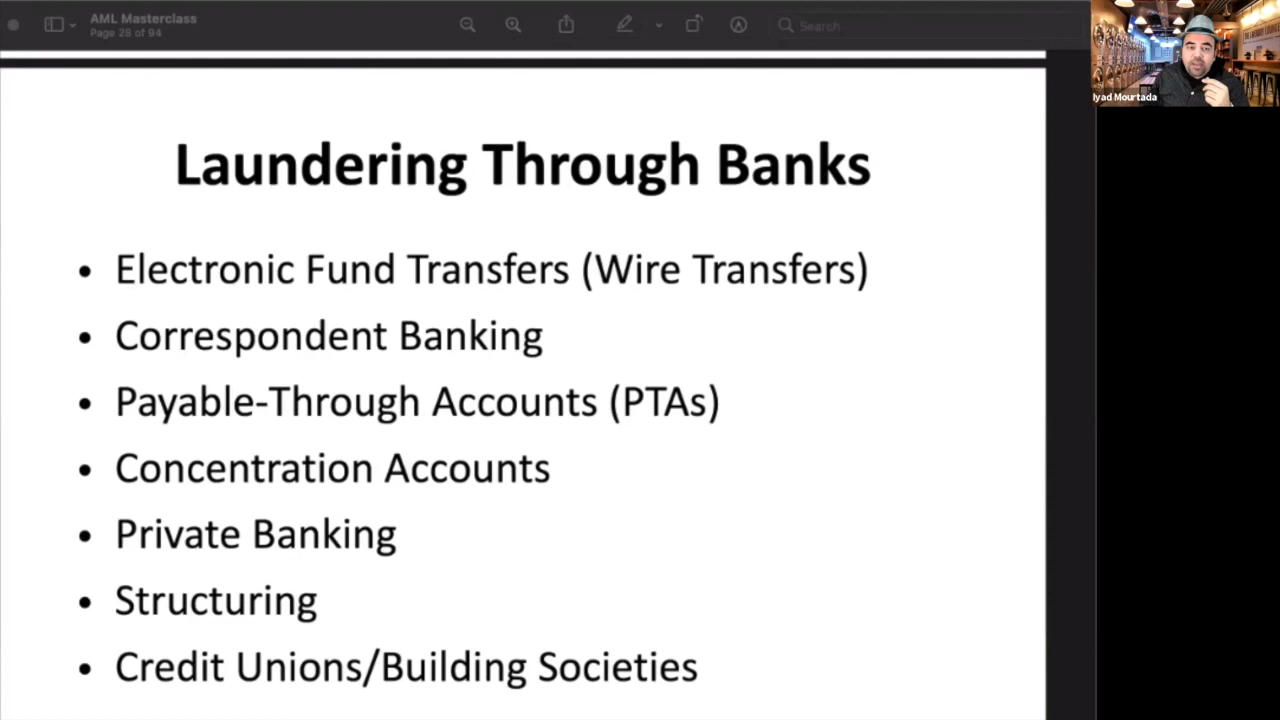 AML Masterclass
Page 28 of 94
Search
Iyad Mourtada
Laundering Through Banks
• Electronic Fund Transfers (Wire Transfers)
• Correspondent Banking
• Payable-Through Accounts (PTAs)
• Concentration Accounts
• Private Banking
• Structuring
• Credit Unions/Building Societies